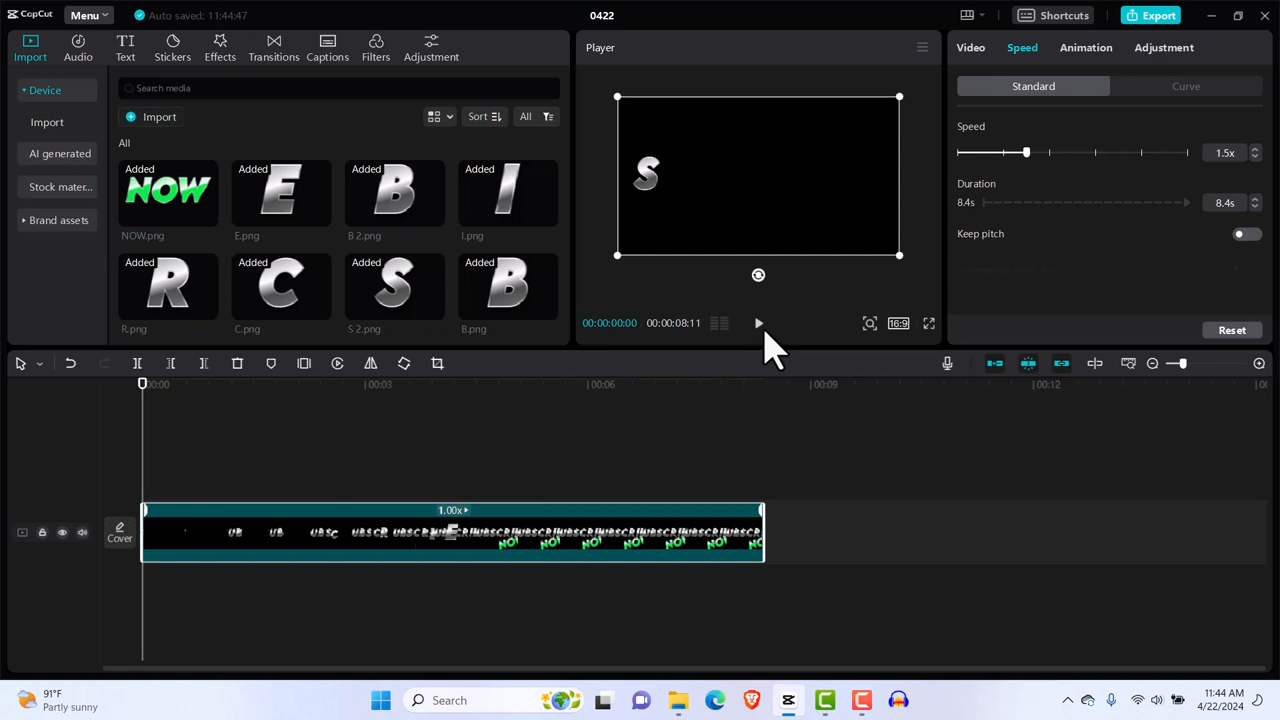 CapCut Menu Auto saved: 11:44:47 0422 Shortcuts Export
Import Audio Text Stickers Effects Transitions Captions Filters Adjustment
Device
Import
AI generated
Stock mater...
Brand assets
Search media
Import Sort All
All
Added Added Added Added
NOW E B I
NOW.png E.png B 2.png I.png
Added Added Added Added
R C S B
R.png C.png S 2.png B.png
Player
S
00:00:00:00 00:00:08:11 16:9
Video Speed Animation Adjustment
Standard Curve
Speed
1.5x
Duration
8.4s 8.4s
Keep pitch
Reset
00:00 00:03 00:06 00:09 00:12
1.00x
Cover
UB UB UBSC UBSCR
91°F
Partly sunny
Search
11:44 AM
4/22/2024